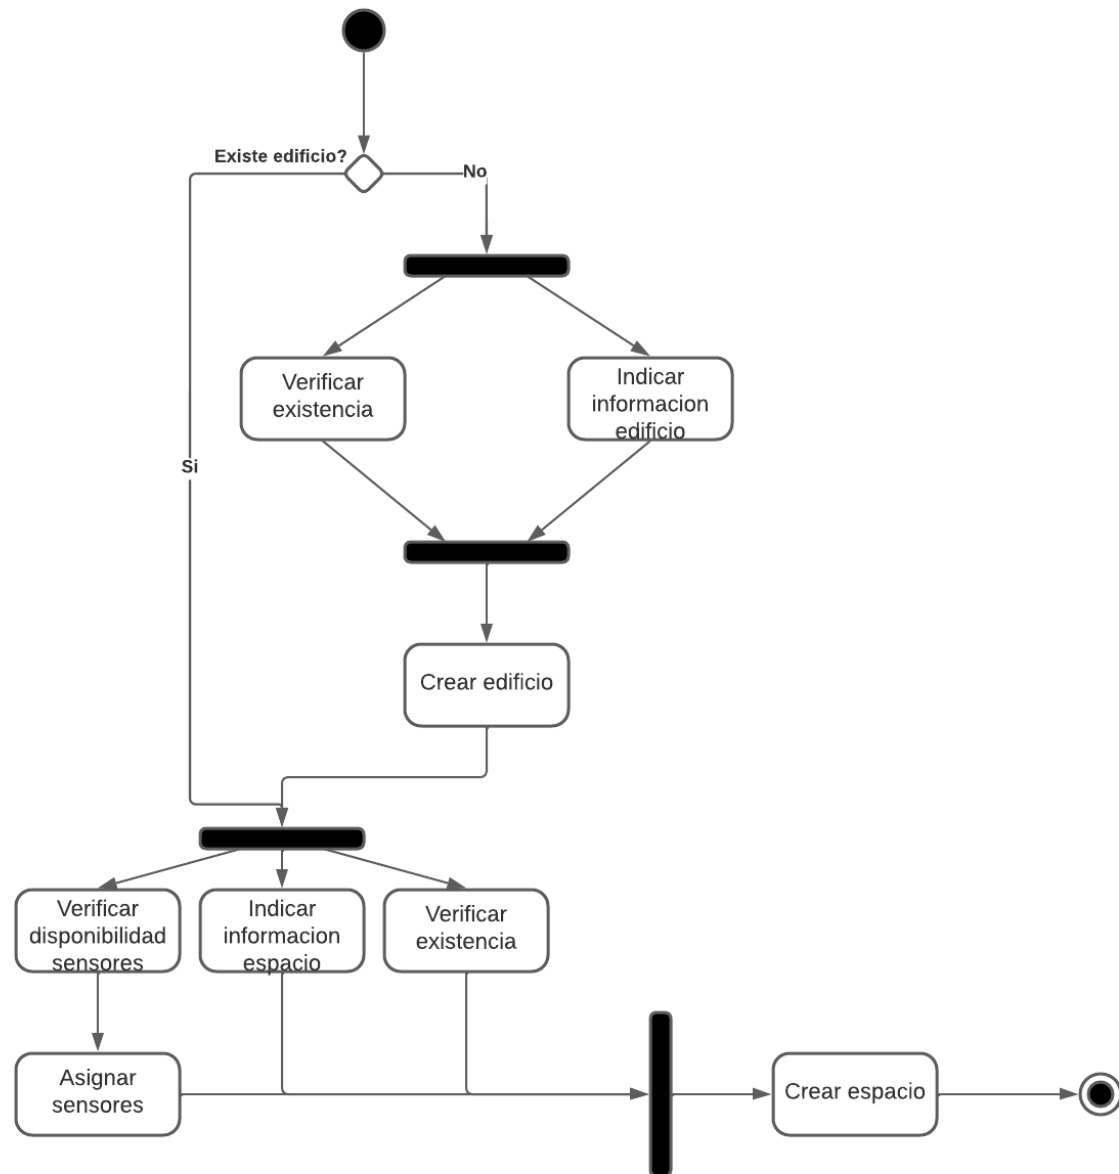 Existe edificio?
No
Verificar
existencia
Indicar
informacion
edificio
Si
Crear edificio
Verificar
disponibilidad
sensores
Indicar
informacion
espacio
Verificar
existencia
Asignar
sensores
Crear espacio